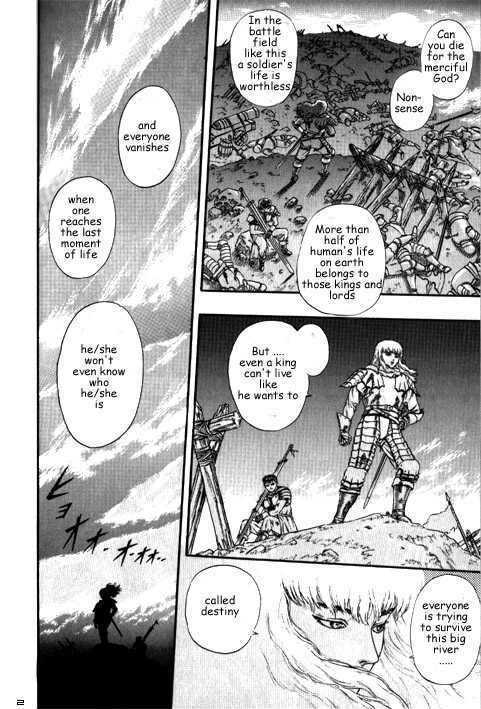 Can
you die
for the
merciful
God?
Non-
sense
In the
battle
field
like this
a soldier's
life is
worthless
More than
half of
human's life
on earth
belongs to
those kings and
lords
But ....
even a king
can't live
like
he wants to
everyone
is trying
to survive
this big
river
.....
called
destiny
and
everyone
vanishes
when
one
reaches
the last
moment
of life
he/she
won't
even know
who
he/she
is
ヒョオオ・オオ・・